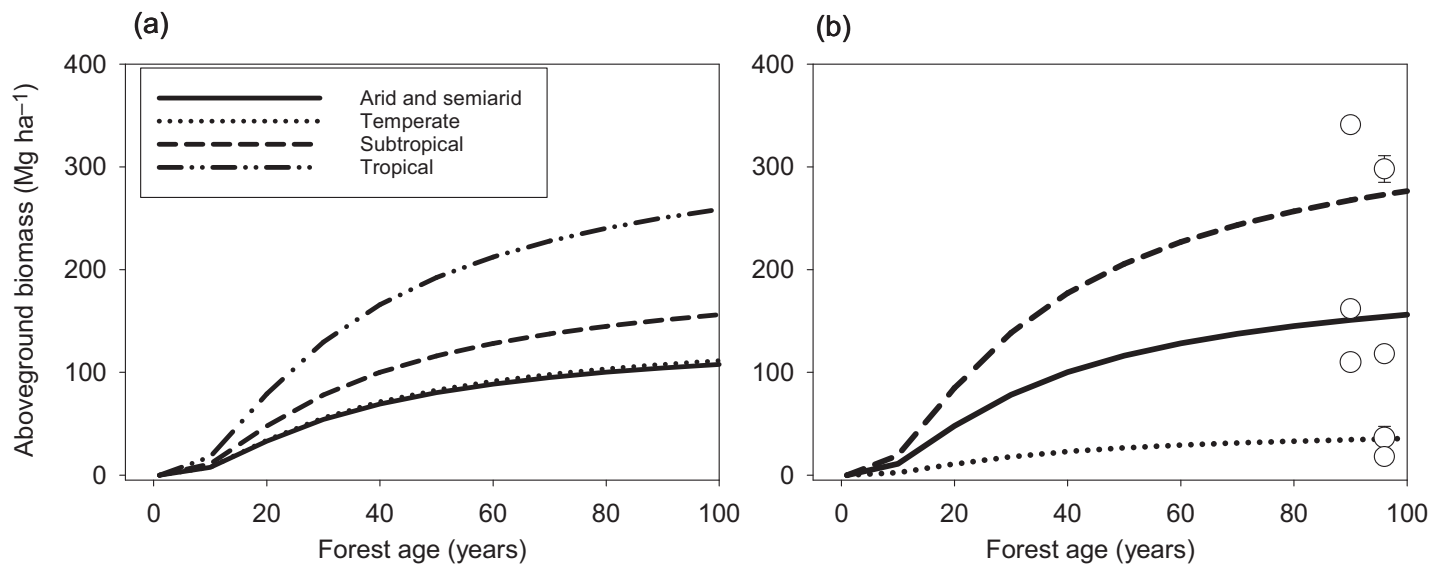 (a)
Aboveground biomass (Mg ha⁻¹)
400
300
200
100
0
Arid and semiarid
Temperate
Subtropical
Tropical
0 20 40 60 80 100
Forest age (years)
(b)
400
300
200
100
0
0 20 40 60 80 100
Forest age (years)